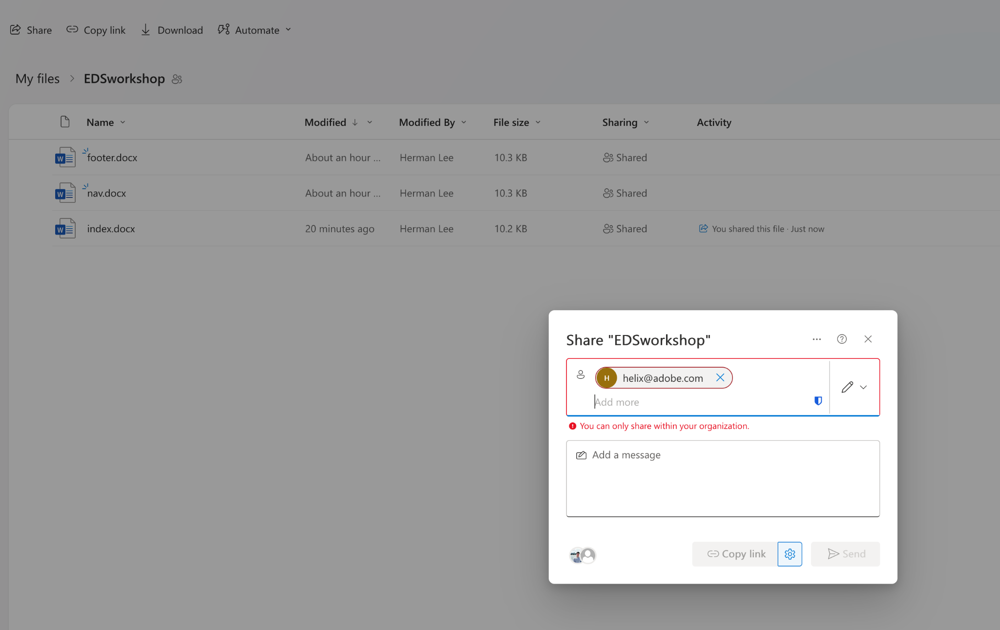 Share Copy link Download Automate
My files > EDSworkshop
Name Modified Modified By File size Sharing Activity
footer.docx About an hour ... Herman Lee 10.3 KB Shared
nav.docx About an hour ... Herman Lee 10.3 KB Shared
index.docx 20 minutes ago Herman Lee 10.2 KB Shared You shared this file · Just now
Share "EDSworkshop"
H helix@adobe.com
Add more
You can only share within your organization.
Add a message
Copy link Send